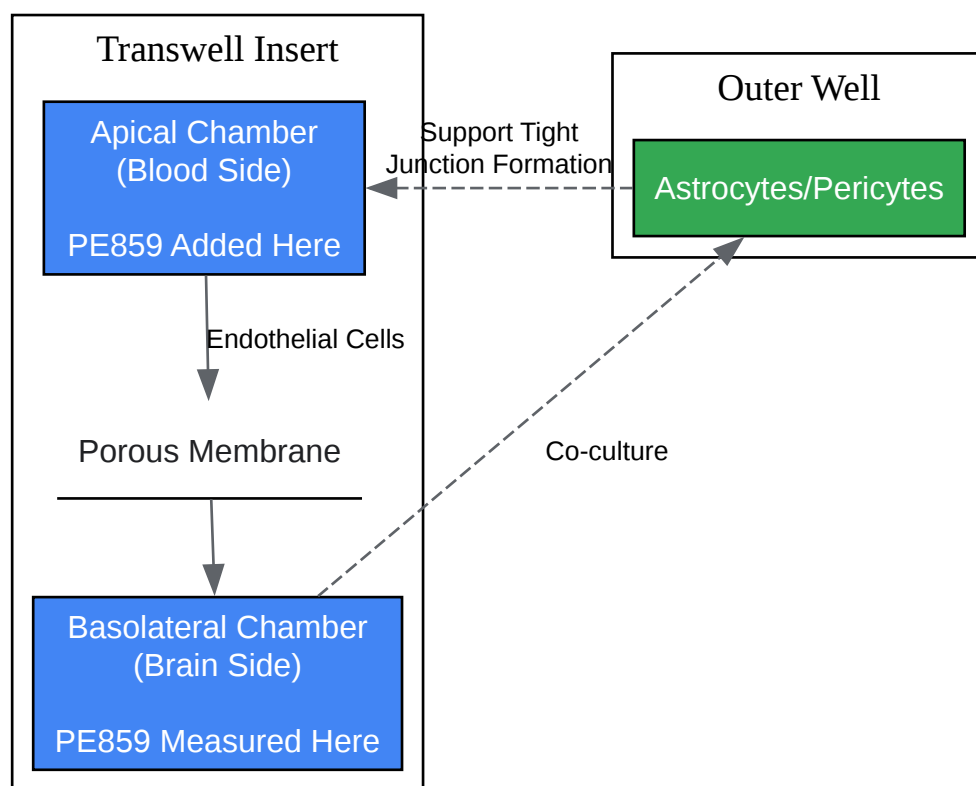 Transwell Insert
Apical Chamber
(Blood Side)
PE859 Added Here
Endothelial Cells
Porous Membrane
Basolateral Chamber
(Brain Side)
PE859 Measured Here
Support Tight
Junction Formation
Co-culture
Outer Well
Astrocytes/Pericytes